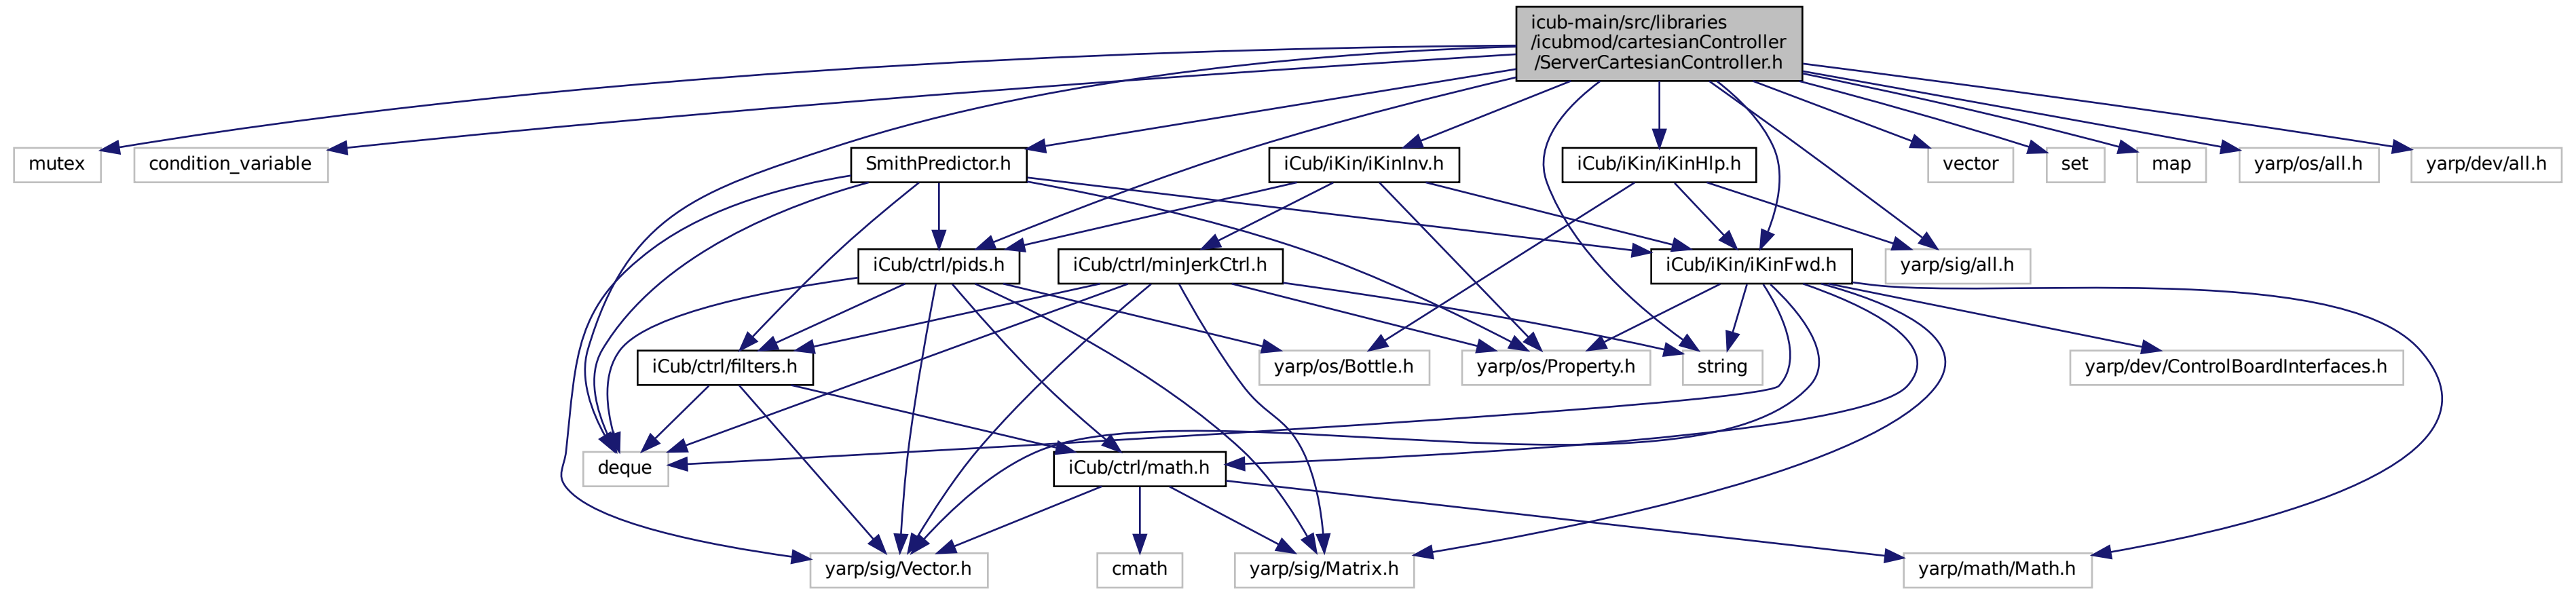 icub-main/src/libraries
/icubmod/cartesianController
/ServerCartesianController.h
mutex
condition_variable
SmithPredictor.h
iCub/iKin/iKinInv.h
iCub/iKin/iKinHlp.h
vector
set
map
yarp/os/all.h
yarp/dev/all.h
iCub/ctrl/pids.h
iCub/ctrl/minJerkCtrl.h
iCub/iKin/iKinFwd.h
yarp/sig/all.h
iCub/ctrl/filters.h
yarp/os/Bottle.h
yarp/os/Property.h
string
yarp/dev/ControlBoardInterfaces.h
deque
iCub/ctrl/math.h
yarp/sig/Vector.h
cmath
yarp/sig/Matrix.h
yarp/math/Math.h